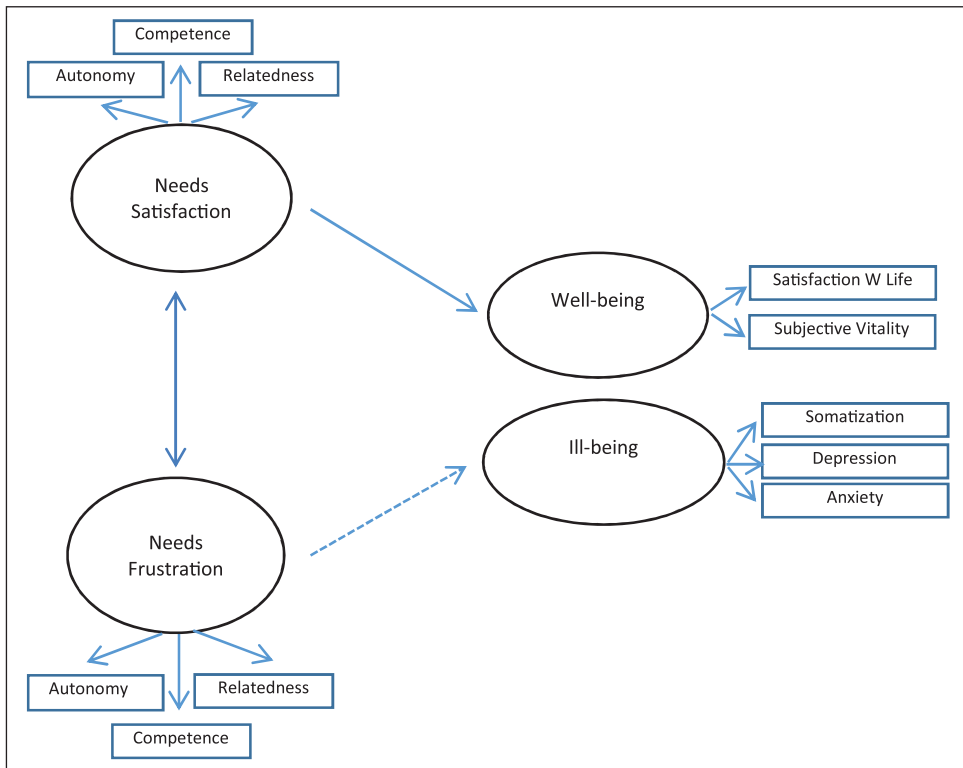 Competence
Autonomy
Relatedness
Needs
Satisfaction
Well-being
Satisfaction W Life
Subjective Vitality
Ill-being
Somatization
Depression
Anxiety
Needs
Frustration
Autonomy
Relatedness
Competence